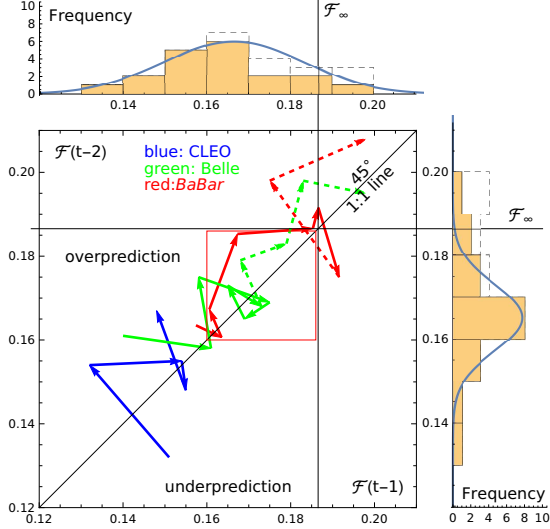 Frequency
ℱ∞
10
8
6
4
2
0
0.14 0.16 0.18 0.20
ℱ(t–2)
blue: CLEO
green: Belle
red:BaBar
45°
1:1 line
ℱ∞
overprediction
underprediction
ℱ(t–1)
0.20
0.18
0.16
0.14
0.12
0.12 0.14 0.16 0.18 0.20
0.20
0.18
0.16
0.14
Frequency
0 2 4 6 8 10